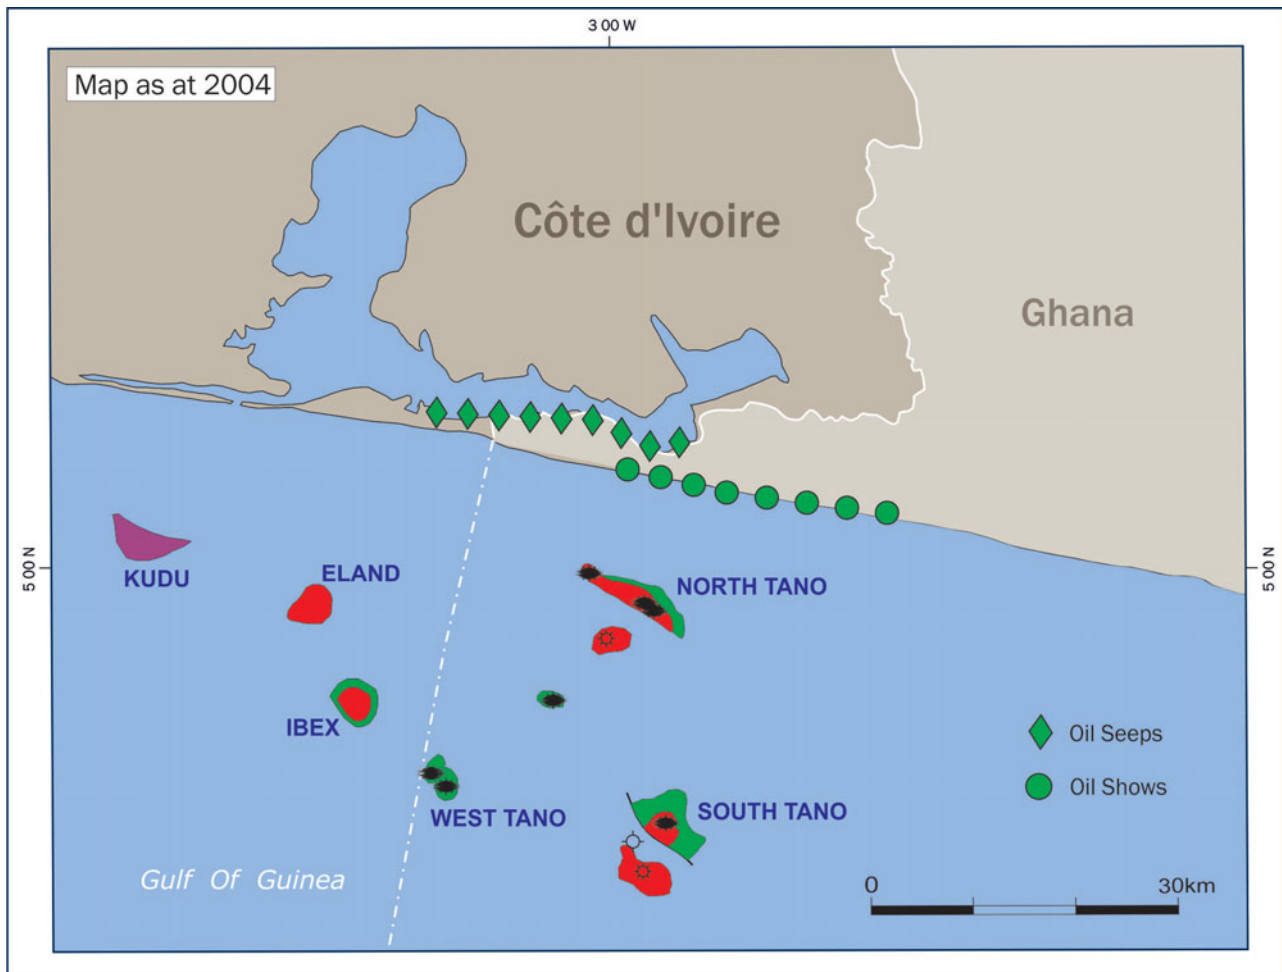 3 00 W
Map as at 2004
Côte d'Ivoire
Ghana
5 00 N
5 00 N
KUDU
ELAND
NORTH TANO
IBEX
Oil Seeps
Oil Shows
WEST TANO
SOUTH TANO
Gulf Of Guinea
0
30km